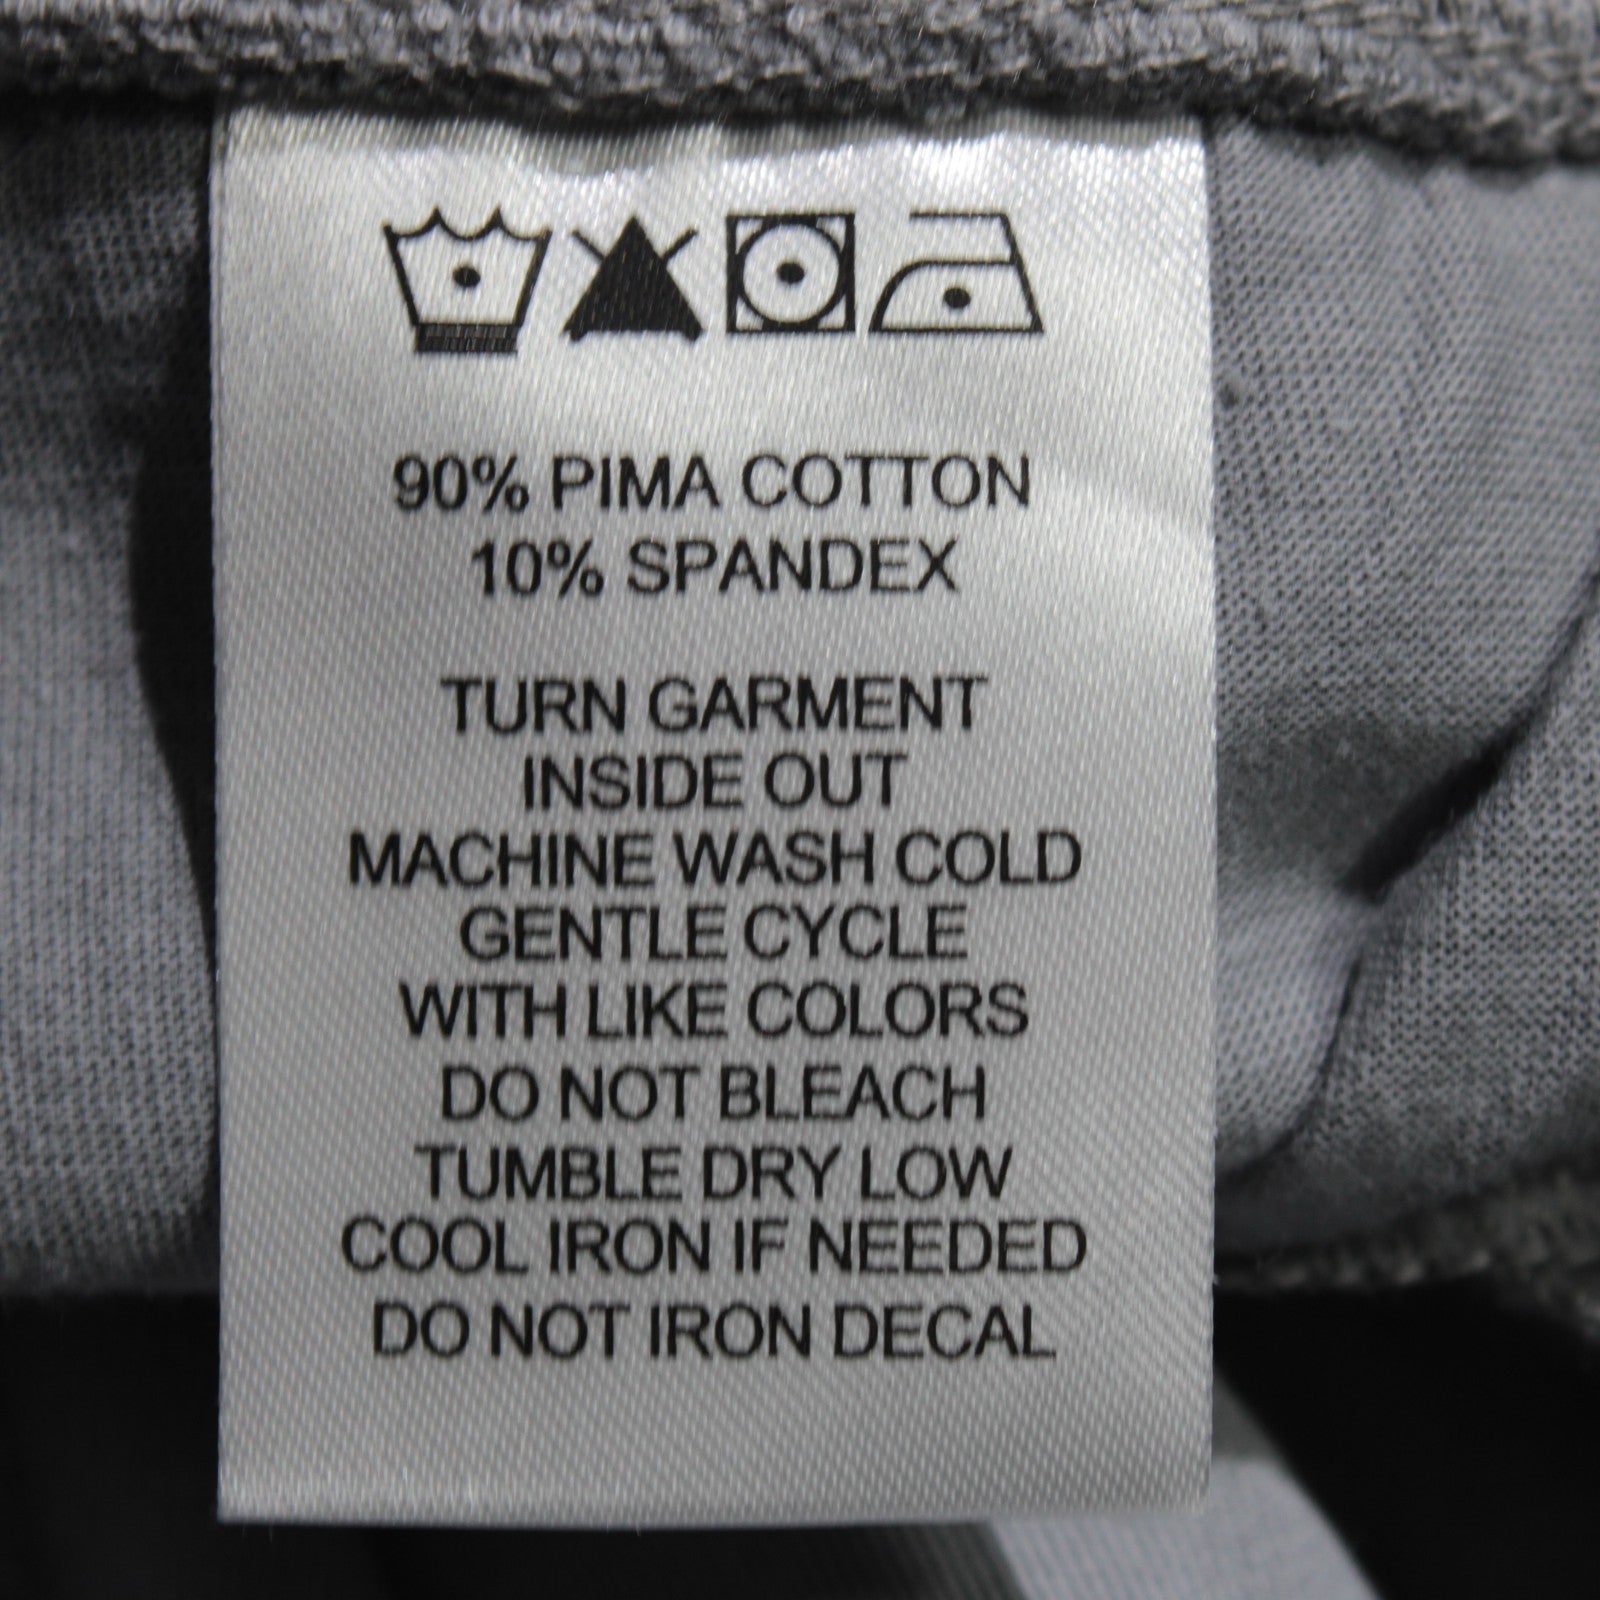 90% PIMA COTTON
10% SPANDEX
TURN GARMENT
INSIDE OUT
MACHINE WASH COLD
GENTLE CYCLE
WITH LIKE COLORS
DO NOT BLEACH
TUMBLE DRY LOW
COOL IRON IF NEEDED
DO NOT IRON DECAL